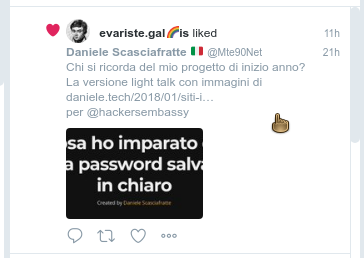 evariste.gal🌈is liked
11h
Daniele Scasciafratte 🇮🇹 @Mte90Net
21h
Chi si ricorda del mio progetto di inizio anno?
La versione light talk con immagini di
daniele.tech/2018/01/siti-i…
per @hackersembassy
osa ho imparato
a password salva
in chiaro
Created by Daniele Scasciafratte